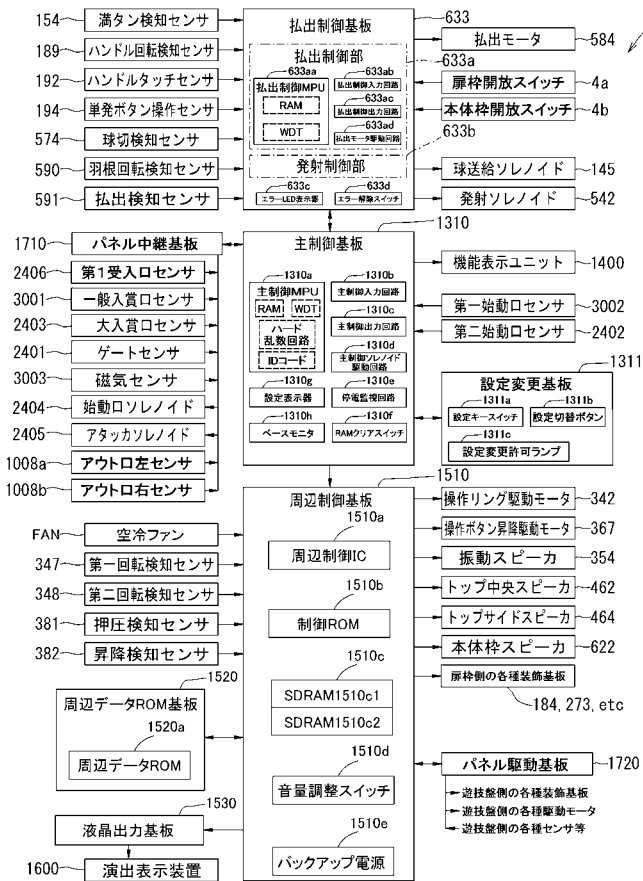 154 満タン検知センサ
189 ハンドル回転検知センサ
192 ハンドルタッチセンサ
194 単発ボタン操作センサ
574 球切検知センサ
590 羽根回転検知センサ
591 払出検知センサ
払出制御基板 633
払出制御部 633a
633aa
払出制御MPU
RAM
WDT
633ab
払出制御入力回路
633ac
払出制御出力回路
633ad
払出モータ駆動回路
633b
発射制御部
633c
エラーLED表示器
633d
エラー解除スイッチ
払出モータ 584
扉枠開放スイッチ 4a
本体枠開放スイッチ 4b
球送給ソレノイド 145
発射ソレノイド 542
1310
1710 パネル中継基板
2406 第1受入口センサ
3001 一般入賞口センサ
2403 大入賞口センサ
2401 ゲートセンサ
3003 磁気センサ
2404 始動口ソレノイド
2405 アタッカソレノイド
1008a アウト口左センサ
1008b アウト口右センサ
主制御基板
1310a
主制御MPU
RAM WDT
ハード
乱数回路
IDコード
1310b
主制御入力回路
1310c
主制御出力回路
1310d
主制御ソレノイド
駆動回路
1310g
設定表示器
1310e
停電監視回路
1310h
ベースモニタ
1310f
RAMクリアスイッチ
機能表示ユニット 1400
第一始動口センサ 3002
第二始動口センサ 2402
1311
設定変更基板
1311a
設定キースイッチ
1311b
設定切替ボタン
1311c
設定変更許可ランプ
1510
FAN 空冷ファン
347 第一回転検知センサ
348 第二回転検知センサ
381 押圧検知センサ
382 昇降検知センサ
1520
周辺データROM基板
1520a
周辺データROM
1530
液晶出力基板
1600 演出表示装置
周辺制御基板
1510a
周辺制御IC
1510b
制御ROM
1510c
SDRAM1510c1
SDRAM1510c2
1510d
音量調整スイッチ
1510e
バックアップ電源
操作リング駆動モータ 342
操作ボタン昇降駆動モータ 367
振動スピーカ 354
トップ中央スピーカ 462
トップサイドスピーカ 464
本体枠スピーカ 622
扉枠側の各種装飾基板
184, 273, etc
パネル駆動基板 1720
遊技盤側の各種装飾基板
遊技盤側の各種駆動モータ
遊技盤側の各種センサ等